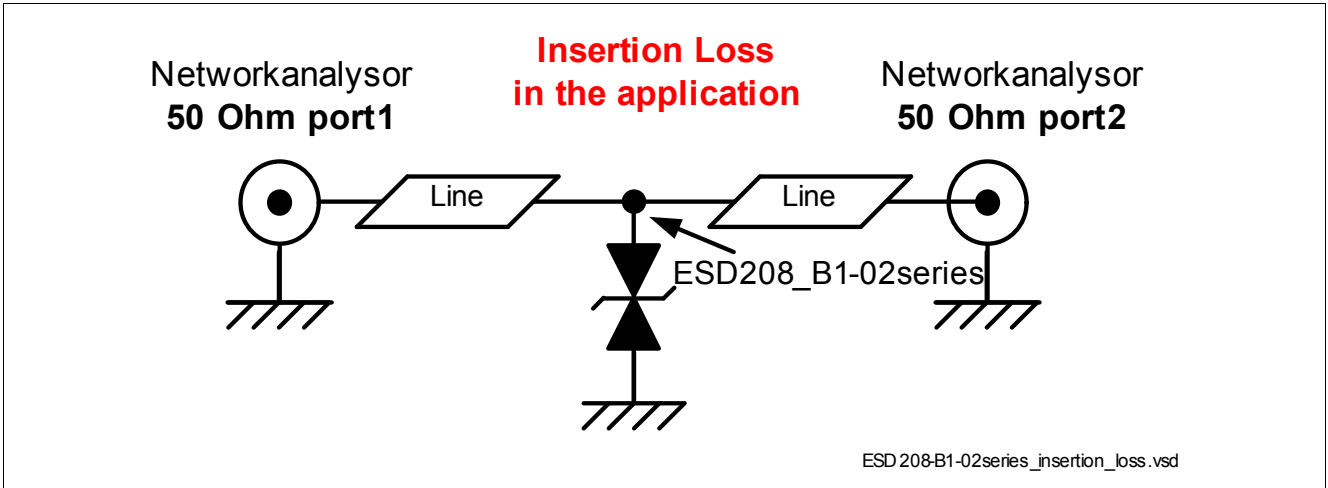 Insertion Loss
in the application
Networkanalysor
50 Ohm port1
Networkanalysor
50 Ohm port2
Line
Line
ESD208_B1-02series
ESD208-B1-02series_insertion_loss.vsd